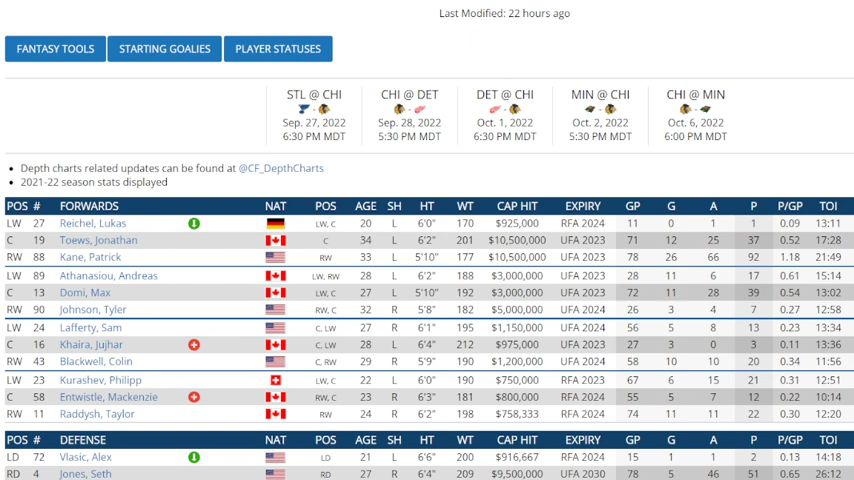 Last Modified: 22 hours ago
FANTASY TOOLS STARTING GOALIES PLAYER STATUSES
STL @ CHI CHI @ DET DET @ CHI MIN @ CHI CHI @ MIN
- - - - -
Sep. 27, 2022 Sep. 28, 2022 Oct. 1, 2022 Oct. 2, 2022 Oct. 6, 2022
6:30 PM MDT 5:30 PM MDT 6:30 PM MDT 5:30 PM MDT 6:00 PM MDT
• Depth charts related updates can be found at @CF_DepthCharts
• 2021-22 season stats displayed
POS # FORWARDS NAT POS AGE SH HT WT CAP HIT EXPIRY GP G A P P/GP TOI
LW 27 Reichel, Lukas LW, C 20 L 6'0" 170 $925,000 RFA 2024 11 0 1 1 0.09 13:11
C 19 Toews, Jonathan C 34 L 6'2" 201 $10,500,000 UFA 2023 71 12 25 37 0.52 17:28
RW 88 Kane, Patrick RW 33 L 5'10" 177 $10,500,000 UFA 2023 78 26 66 92 1.18 21:49
LW 89 Athanasiou, Andreas LW, RW 28 L 6'2" 188 $3,000,000 UFA 2023 28 11 6 17 0.61 15:14
C 13 Domi, Max LW, C 27 L 5'10" 192 $3,000,000 UFA 2023 72 11 28 39 0.54 13:02
RW 90 Johnson, Tyler RW, C 32 R 5'8" 182 $5,000,000 UFA 2024 26 3 4 7 0.27 12:58
LW 24 Lafferty, Sam C, LW 27 R 6'1" 195 $1,150,000 UFA 2024 56 5 8 13 0.23 13:34
C 16 Khaira, Jujhar C, LW 28 L 6'4" 212 $975,000 UFA 2023 27 3 0 3 0.11 13:36
RW 43 Blackwell, Colin C, RW 29 R 5'9" 190 $1,200,000 UFA 2024 58 10 10 20 0.34 11:56
LW 23 Kurashev, Philipp LW, C 22 L 6'0" 190 $750,000 RFA 2023 67 6 15 21 0.31 12:51
C 58 Entwistle, Mackenzie RW, C 23 R 6'3" 181 $800,000 RFA 2024 55 5 7 12 0.22 10:14
RW 11 Raddysh, Taylor RW 24 R 6'2" 198 $758,333 RFA 2024 74 11 11 22 0.30 12:20
POS # DEFENSE NAT POS AGE SH HT WT CAP HIT EXPIRY GP G A P P/GP TOI
LD 72 Vlasic, Alex LD 21 L 6'6" 200 $916,667 RFA 2024 15 1 1 2 0.13 14:18
RD 4 Jones, Seth RD 27 R 6'4" 209 $9,500,000 UFA 2030 78 5 46 51 0.65 26:12